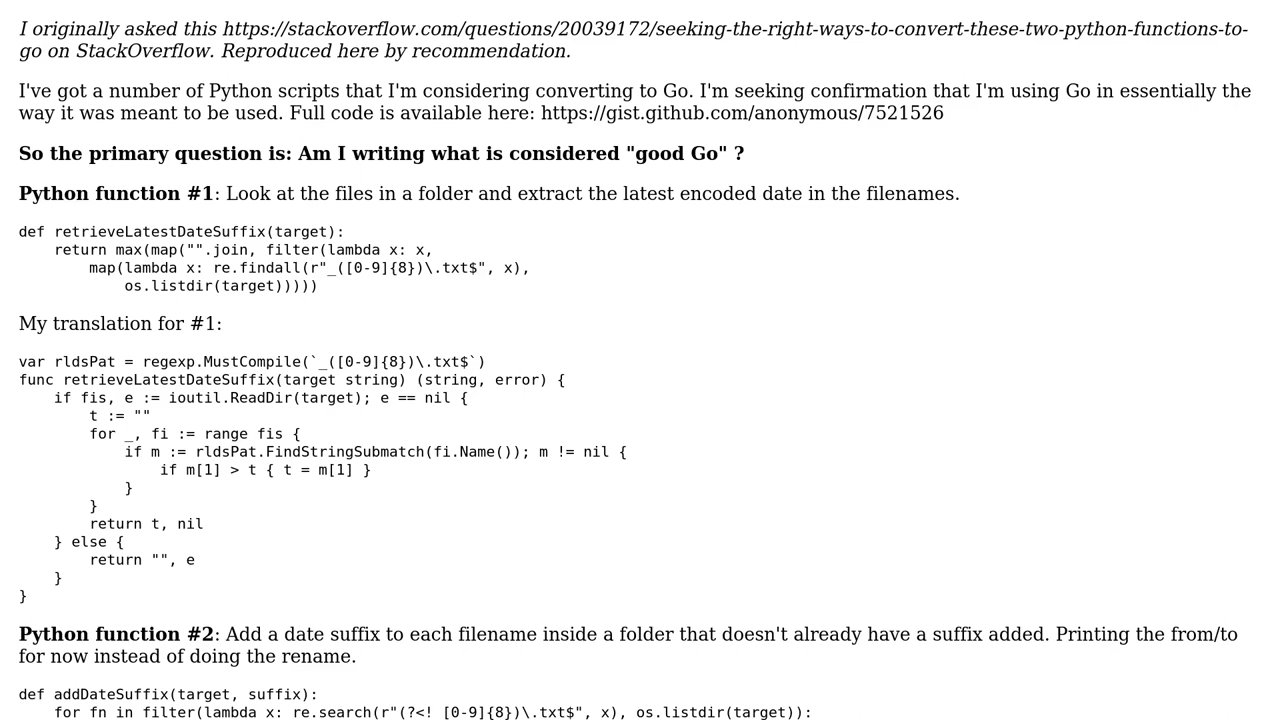 I originally asked this https://stackoverflow.com/questions/20039172/seeking-the-right-ways-to-convert-these-two-python-functions-to-
go on StackOverflow. Reproduced here by recommendation.
I've got a number of Python scripts that I'm considering converting to Go. I'm seeking confirmation that I'm using Go in essentially the
way it was meant to be used. Full code is available here: https://gist.github.com/anonymous/7521526
So the primary question is: Am I writing what is considered "good Go" ?
Python function #1: Look at the files in a folder and extract the latest encoded date in the filenames.
def retrieveLatestDateSuffix(target):
    return max(map("".join, filter(lambda x: x,
        map(lambda x: re.findall(r"_([0-9]{8})\.txt$", x),
            os.listdir(target)))))
My translation for #1:
var rldsPat = regexp.MustCompile(`_([0-9]{8})\.txt$`)
func retrieveLatestDateSuffix(target string) (string, error) {
    if fis, e := ioutil.ReadDir(target); e == nil {
        t := ""
        for _, fi := range fis {
            if m := rldsPat.FindStringSubmatch(fi.Name()); m != nil {
                if m[1] > t { t = m[1] }
            }
        }
        return t, nil
    } else {
        return "", e
    }
}
Python function #2: Add a date suffix to each filename inside a folder that doesn't already have a suffix added. Printing the from/to
for now instead of doing the rename.
def addDateSuffix(target, suffix):
    for fn in filter(lambda x: re.search(r"(?<!_[0-9]{8})\.txt$", x), os.listdir(target)):